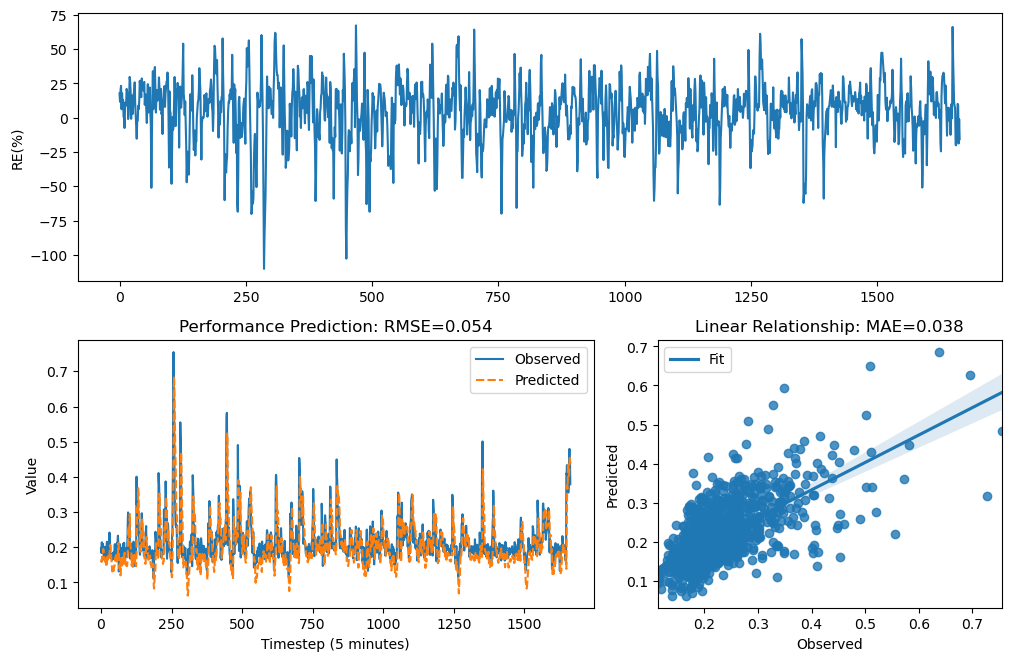 75
50
25
0
−25
−50
−75
−100
RE(%)
0 250 500 750 1000 1250 1500
Performance Prediction: RMSE=0.054
Observed
Predicted
0.7
0.6
0.5
0.4
0.3
0.2
0.1
Value
0 250 500 750 1000 1250 1500
Timestep (5 minutes)
Linear Relationship: MAE=0.038
Fit
0.7
0.6
0.5
0.4
0.3
0.2
0.1
Predicted
0.2 0.3 0.4 0.5 0.6 0.7
Observed